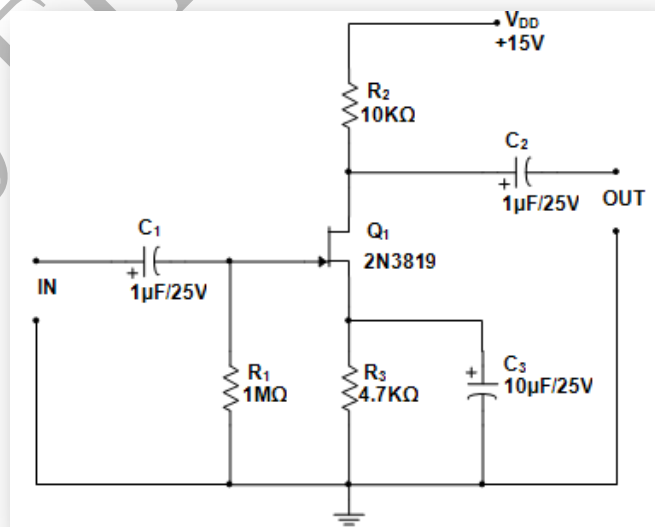 VDD
+15V
R2
10KΩ
C2
+
1µF/25V
OUT
C1
+
1µF/25V
IN
Q1
2N3819
R1
1MΩ
R3
4.7KΩ
C3
+
10µF/25V